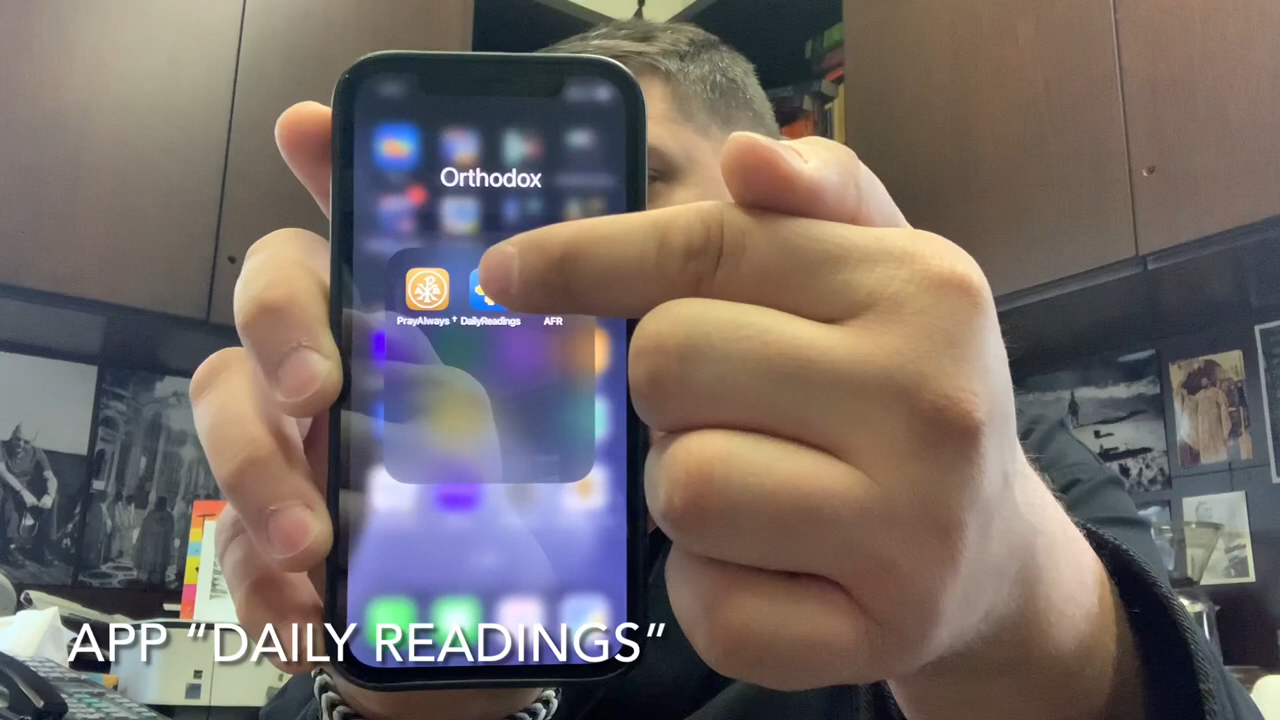 Orthodox
PrayAlways ☦ DailyReadings AFR
APP “DAILY READINGS”